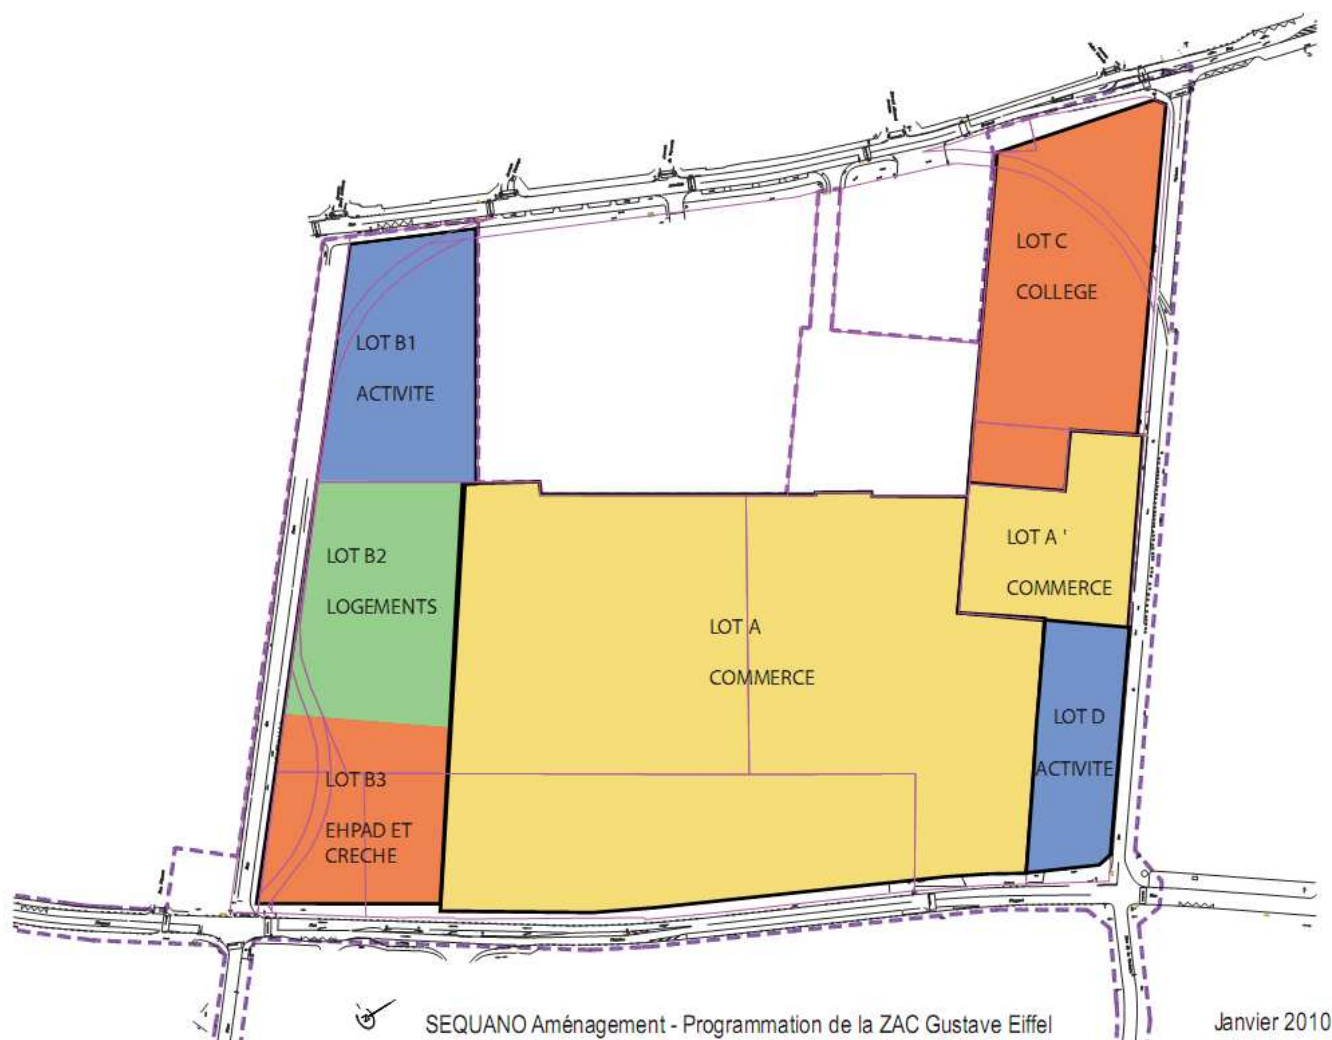 LOT C
COLLEGE
LOT B1
ACTIVITE
LOT B2
LOGEMENTS
LOT A '
COMMERCE
LOT A
COMMERCE
LOT D
ACTIVITE
LOT B3
EHPAD ET
CRECHE
SEQUANO Aménagement - Programmation de la ZAC Gustave Eiffel
Janvier 2010